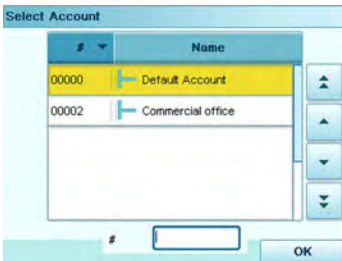 Select Account
# Name
00000 Default Account
00002 Commercial office
#
OK